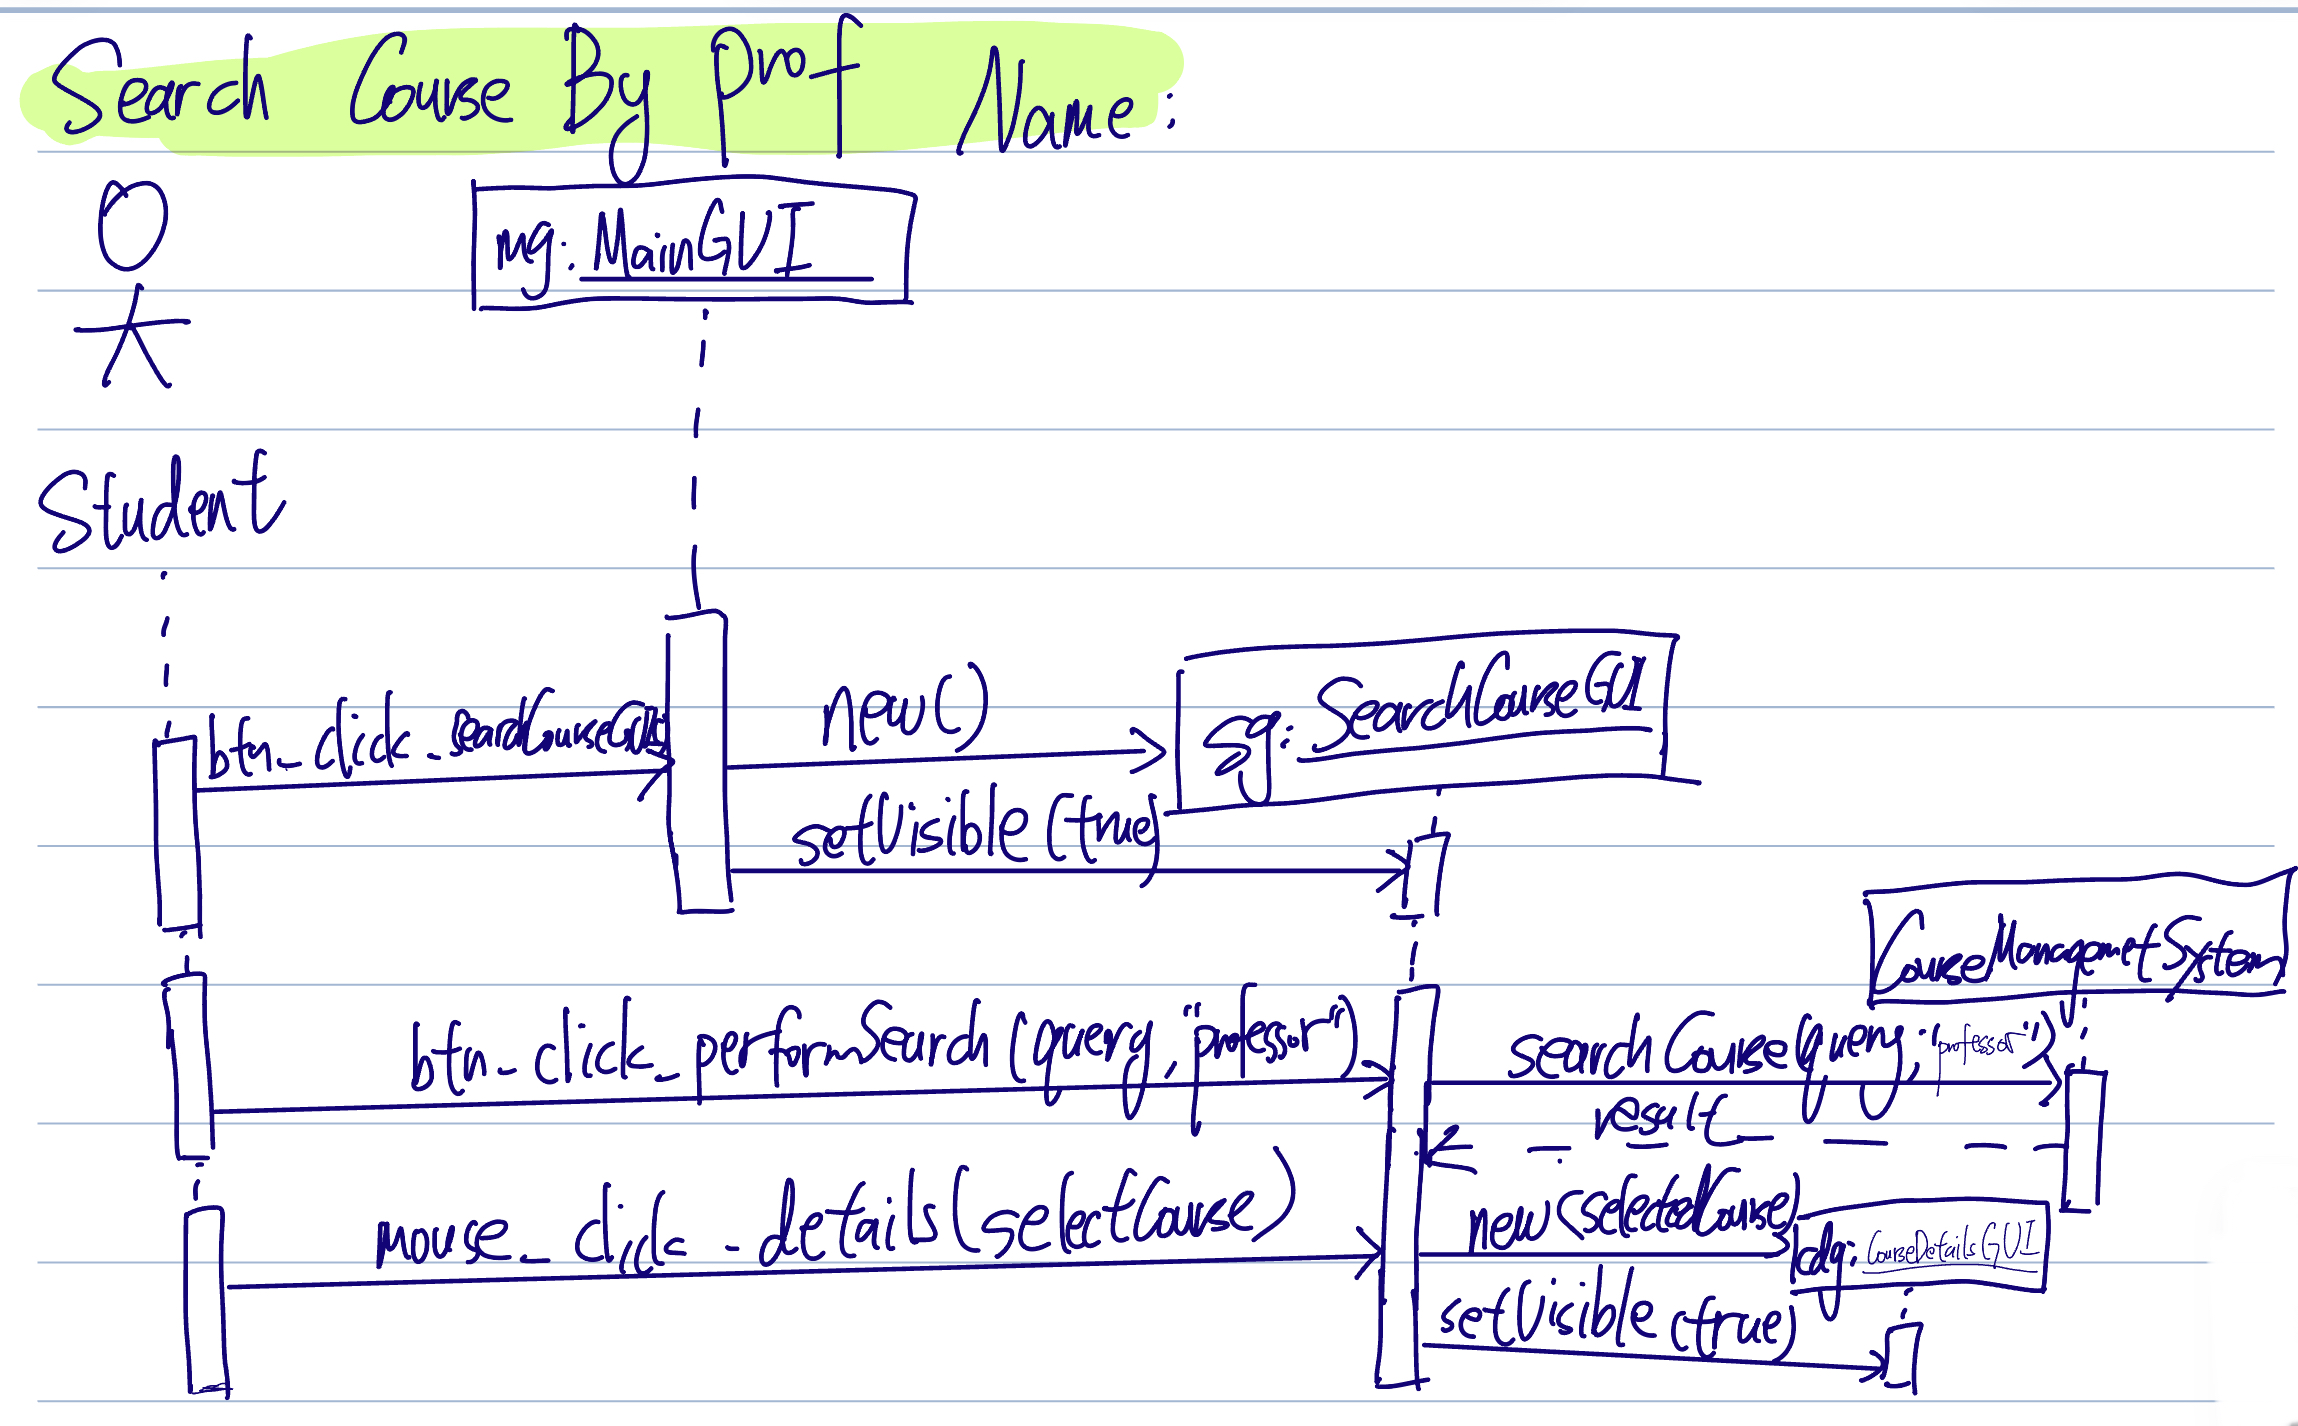 Search Course By Prof Name:
mg: MainGUI
Student
btn_click_searchCourseGUI
new()
sg: SearchCourseGUI
setVisible(true)
CourseManagemetSystem
btn_click_performSearch(query,"professor")
searchCourse(query,"professor")
result
mouse_click_details(selectCourse)
new(selectedCourse)
cdg: CourseDetailsGUI
setVisible(true)